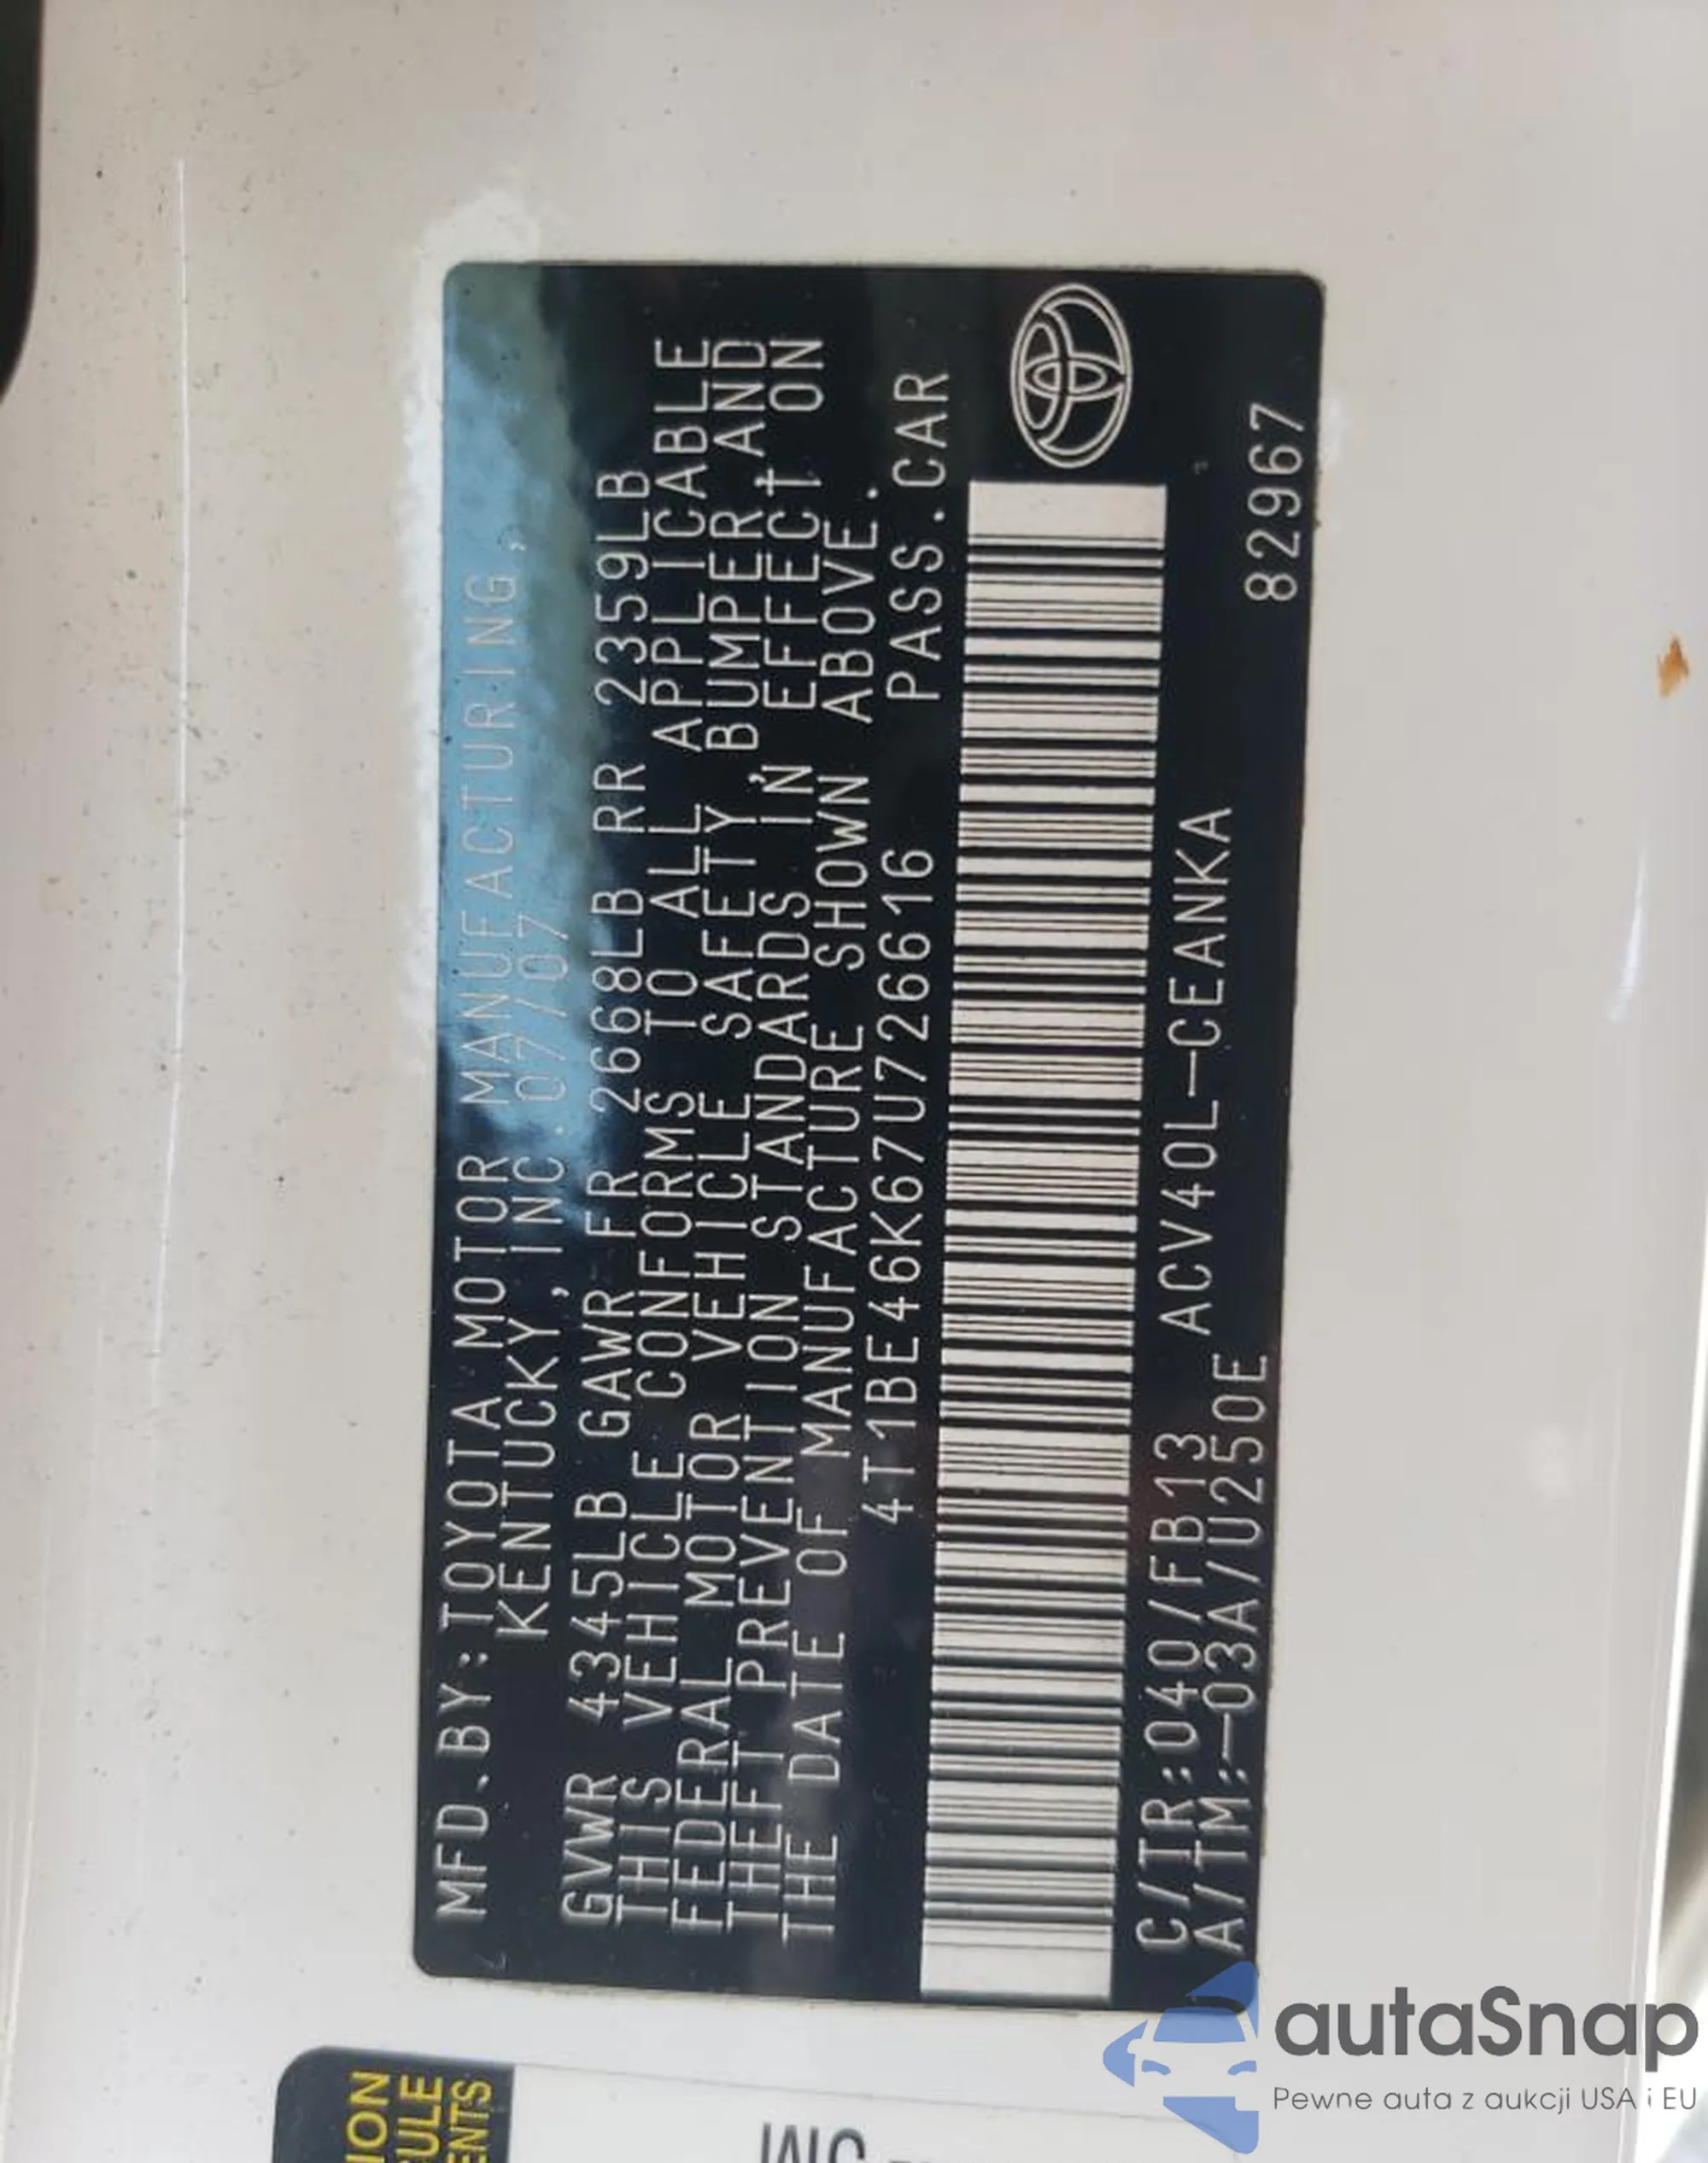 MFD.BY:TOYOTA MOTOR MANUFACTURING,
KENTUCKY, INC. 07/07
GVWR 4345LB GAWR FR 2668LB RR 2359LB
THIS VEHICLE CONFORMS TO ALL APPLICABLE
FEDERAL MOTOR VEHICLE SAFETY, BUMPER, AND
THEFT PREVENTION STANDARDS IN EFFECT ON
THE DATE OF MANUFACTURE SHOWN ABOVE.
4T1BE46K67U726616 PASS.CAR
C/TR:040/FB13 ACV40L-CEANKA
A/TM:-03A/U250E 82967
autaSnap
Pewne auta z aukcji USA i EU